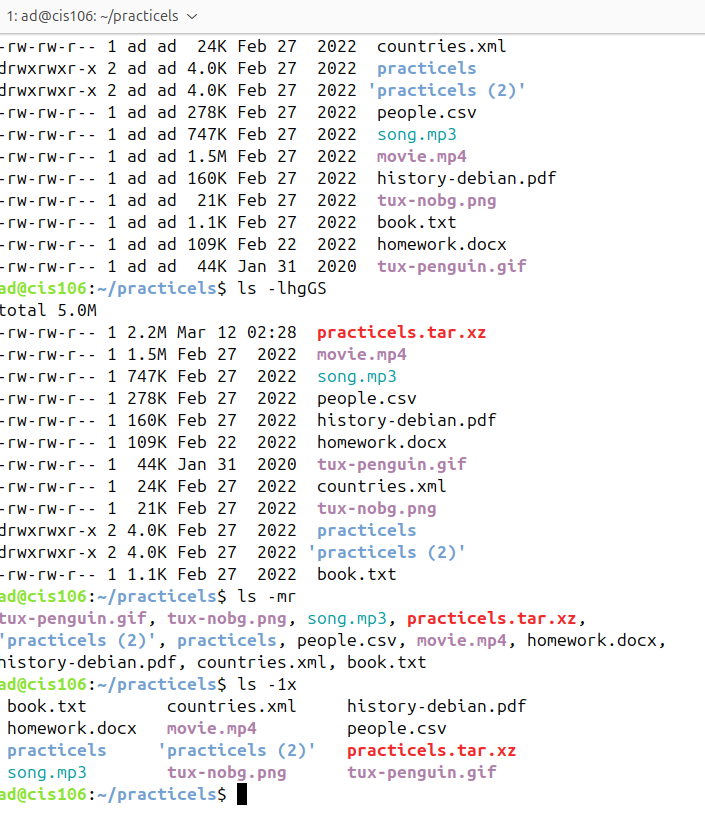 1: ad@cis106: ~/practicels
-rw-rw-r-- 1 ad ad  24K Feb 27  2022  countries.xml
drwxrwxr-x 2 ad ad 4.0K Feb 27  2022  practicels
drwxrwxr-x 2 ad ad 4.0K Feb 27  2022 'practicels (2)'
-rw-rw-r-- 1 ad ad 278K Feb 27  2022  people.csv
-rw-rw-r-- 1 ad ad 747K Feb 27  2022  song.mp3
-rw-rw-r-- 1 ad ad 1.5M Feb 27  2022  movie.mp4
-rw-rw-r-- 1 ad ad 160K Feb 27  2022  history-debian.pdf
-rw-rw-r-- 1 ad ad  21K Feb 27  2022  tux-nobg.png
-rw-rw-r-- 1 ad ad 1.1K Feb 27  2022  book.txt
-rw-rw-r-- 1 ad ad 109K Feb 22  2022  homework.docx
-rw-rw-r-- 1 ad ad  44K Jan 31  2020  tux-penguin.gif
ad@cis106:~/practicels$ ls -lhgGS
total 5.0M
-rw-rw-r-- 1 2.2M Mar 12 02:28  practicels.tar.xz
-rw-rw-r-- 1 1.5M Feb 27  2022  movie.mp4
-rw-rw-r-- 1 747K Feb 27  2022  song.mp3
-rw-rw-r-- 1 278K Feb 27  2022  people.csv
-rw-rw-r-- 1 160K Feb 27  2022  history-debian.pdf
-rw-rw-r-- 1 109K Feb 22  2022  homework.docx
-rw-rw-r-- 1  44K Jan 31  2020  tux-penguin.gif
-rw-rw-r-- 1  24K Feb 27  2022  countries.xml
-rw-rw-r-- 1  21K Feb 27  2022  tux-nobg.png
drwxrwxr-x 2 4.0K Feb 27  2022  practicels
drwxrwxr-x 2 4.0K Feb 27  2022 'practicels (2)'
-rw-rw-r-- 1 1.1K Feb 27  2022  book.txt
ad@cis106:~/practicels$ ls -mr
tux-penguin.gif, tux-nobg.png, song.mp3, practicels.tar.xz,
'practicels (2)', practicels, people.csv, movie.mp4, homework.docx,
history-debian.pdf, countries.xml, book.txt
ad@cis106:~/practicels$ ls -1x
book.txt        countries.xml     history-debian.pdf
homework.docx   movie.mp4         people.csv
practicels     'practicels (2)'   practicels.tar.xz
song.mp3        tux-nobg.png      tux-penguin.gif
ad@cis106:~/practicels$